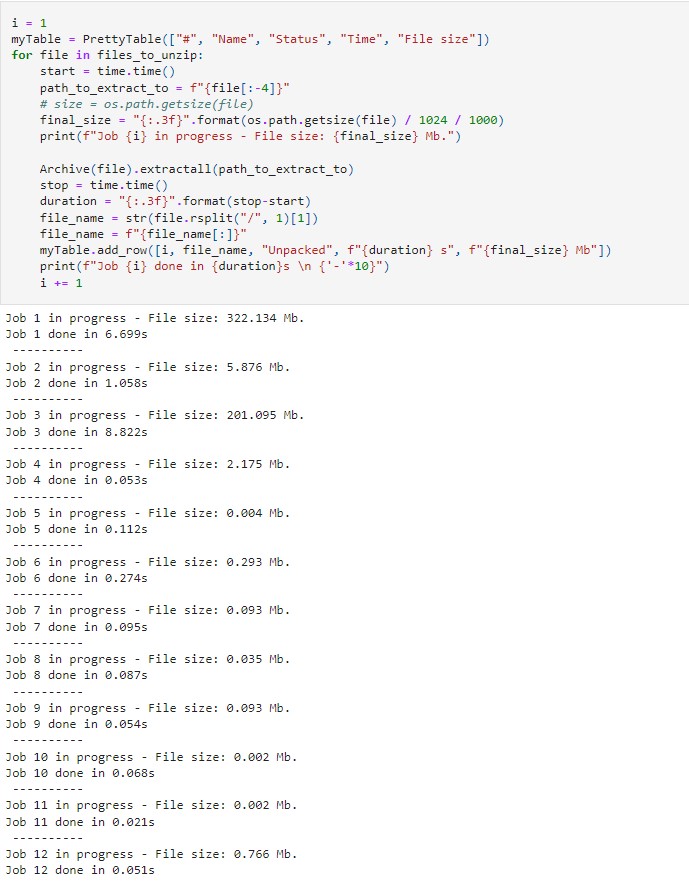 i = 1
myTable = PrettyTable(["#", "Name", "Status", "Time", "File size"])
for file in files_to_unzip:
    start = time.time()
    path_to_extract_to = f"{file[:-4]}"
    # size = os.path.getsize(file)
    final_size = "{:.3f}".format(os.path.getsize(file) / 1024 / 1000)
    print(f"Job {i} in progress - File size: {final_size} Mb.")

    Archive(file).extractall(path_to_extract_to)
    stop = time.time()
    duration = "{:.3f}".format(stop-start)
    file_name = str(file.rsplit("/", 1)[1])
    file_name = f"{file_name[:]}"
    myTable.add_row([i, file_name, "Unpacked", f"{duration} s", f"{final_size} Mb"])
    print(f"Job {i} done in {duration}s \n {'-'*10}")
    i += 1
Job 1 in progress - File size: 322.134 Mb.
Job 1 done in 6.699s
 ----------
Job 2 in progress - File size: 5.876 Mb.
Job 2 done in 1.058s
 ----------
Job 3 in progress - File size: 201.095 Mb.
Job 3 done in 8.822s
 ----------
Job 4 in progress - File size: 2.175 Mb.
Job 4 done in 0.053s
 ----------
Job 5 in progress - File size: 0.004 Mb.
Job 5 done in 0.112s
 ----------
Job 6 in progress - File size: 0.293 Mb.
Job 6 done in 0.274s
 ----------
Job 7 in progress - File size: 0.093 Mb.
Job 7 done in 0.095s
 ----------
Job 8 in progress - File size: 0.035 Mb.
Job 8 done in 0.087s
 ----------
Job 9 in progress - File size: 0.093 Mb.
Job 9 done in 0.054s
 ----------
Job 10 in progress - File size: 0.002 Mb.
Job 10 done in 0.068s
 ----------
Job 11 in progress - File size: 0.002 Mb.
Job 11 done in 0.021s
 ----------
Job 12 in progress - File size: 0.766 Mb.
Job 12 done in 0.051s